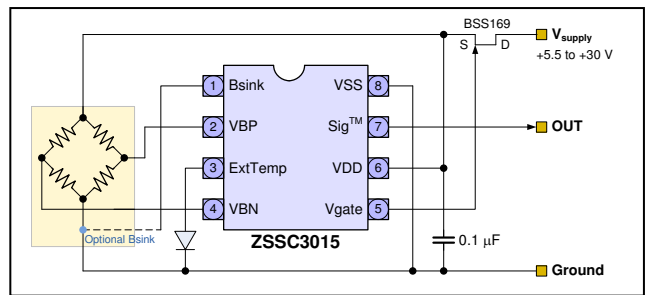 BSS169
S D
Vsupply
+5.5 to +30 V
1 Bsink VSS 8
2 VBP Sig™ 7
OUT
3 ExtTemp VDD 6
4 VBN Vgate 5
Optional Bsink
ZSSC3015
0.1 µF
Ground